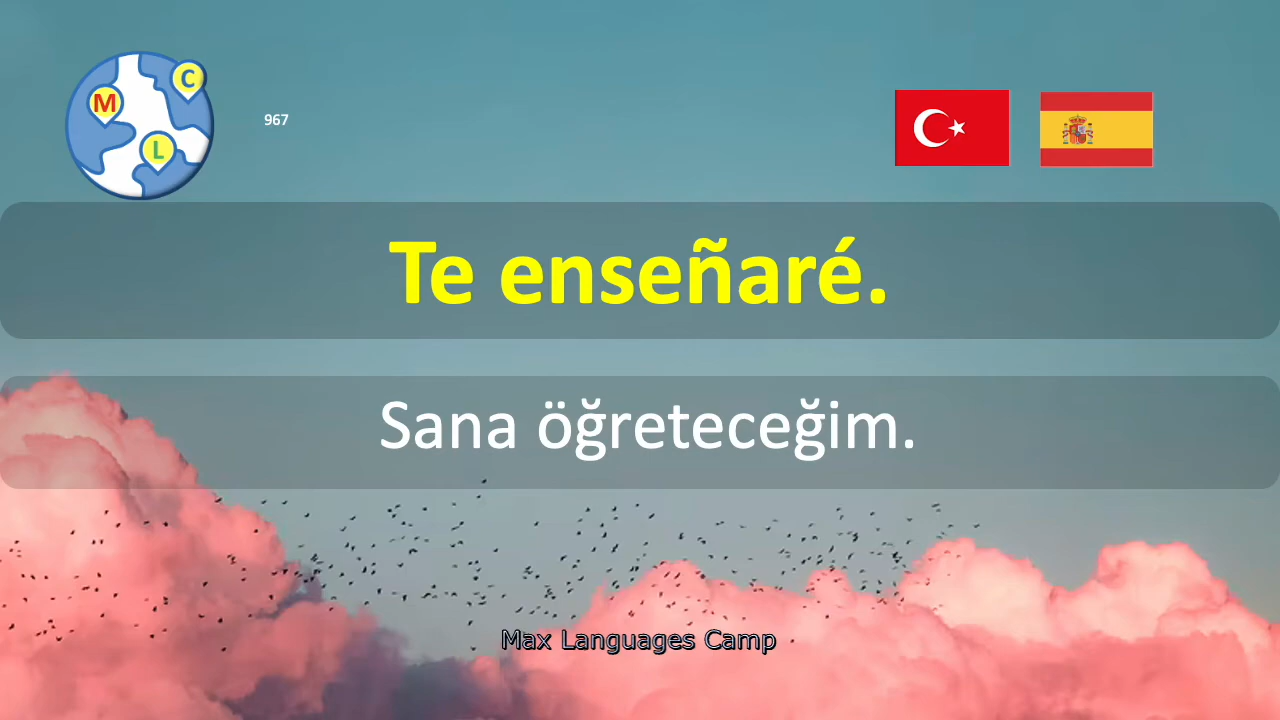 C
M
L
967
Te enseñaré.
Sana öğreteceğim.
Max Languages Camp